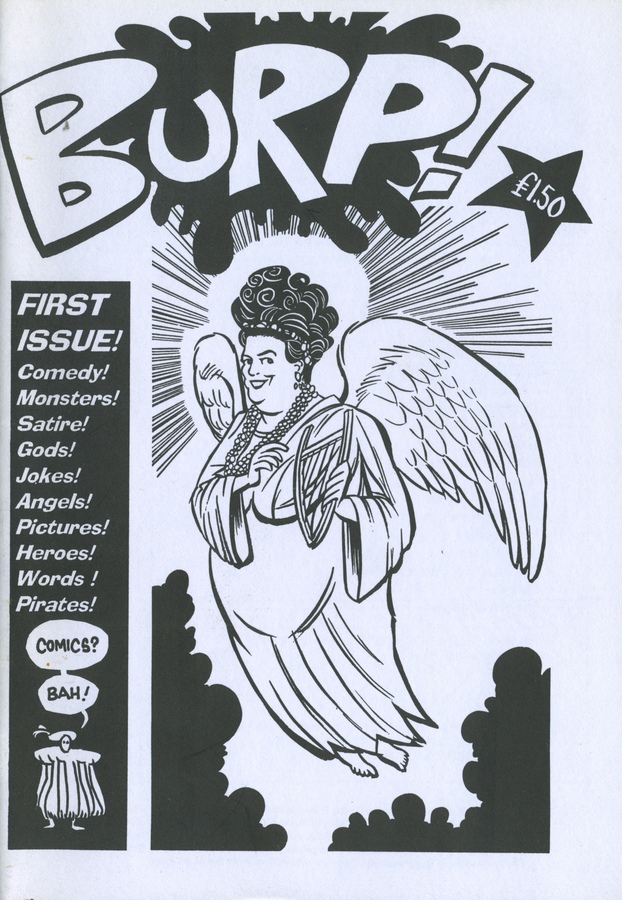 BURP!
£1.50
FIRST
ISSUE!
Comedy!
Monsters!
Satire!
Gods!
Jokes!
Angels!
Pictures!
Heroes!
Words !
Pirates!
COMICS?
BAH!